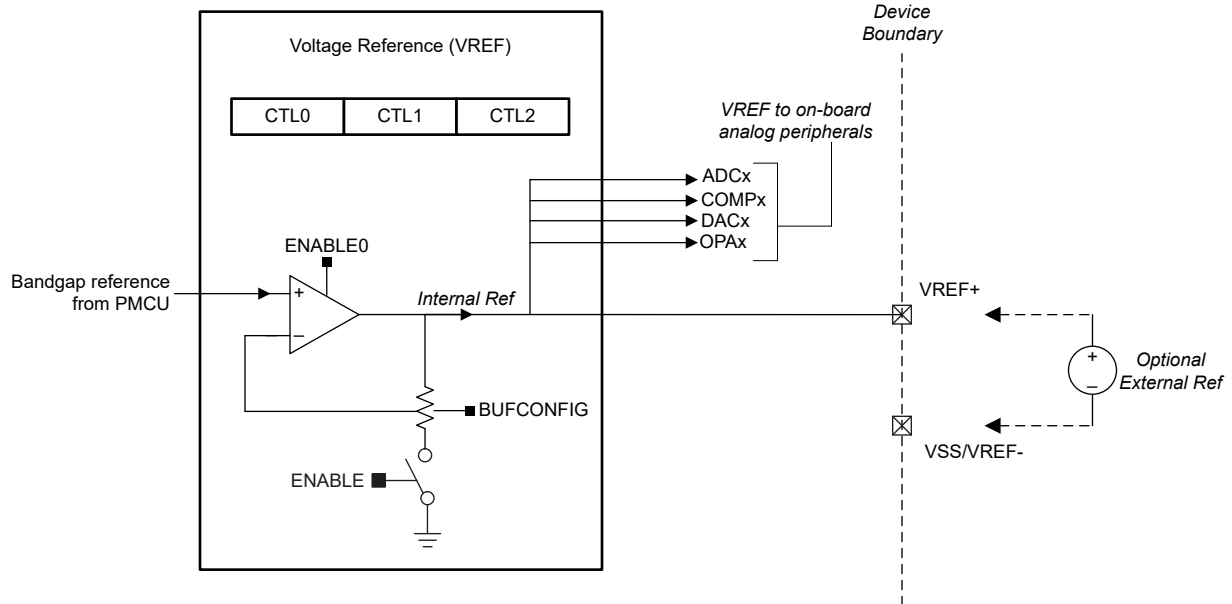 Device
Boundary
Voltage Reference (VREF)
CTL0 CTL1 CTL2
VREF to on-board
analog peripherals
ADCx
COMPx
DACx
OPAx
ENABLE0
Bandgap reference
from PMCU
+
−
Internal Ref
VREF+
+
−
Optional
External Ref
BUFCONFIG
VSS/VREF-
ENABLE